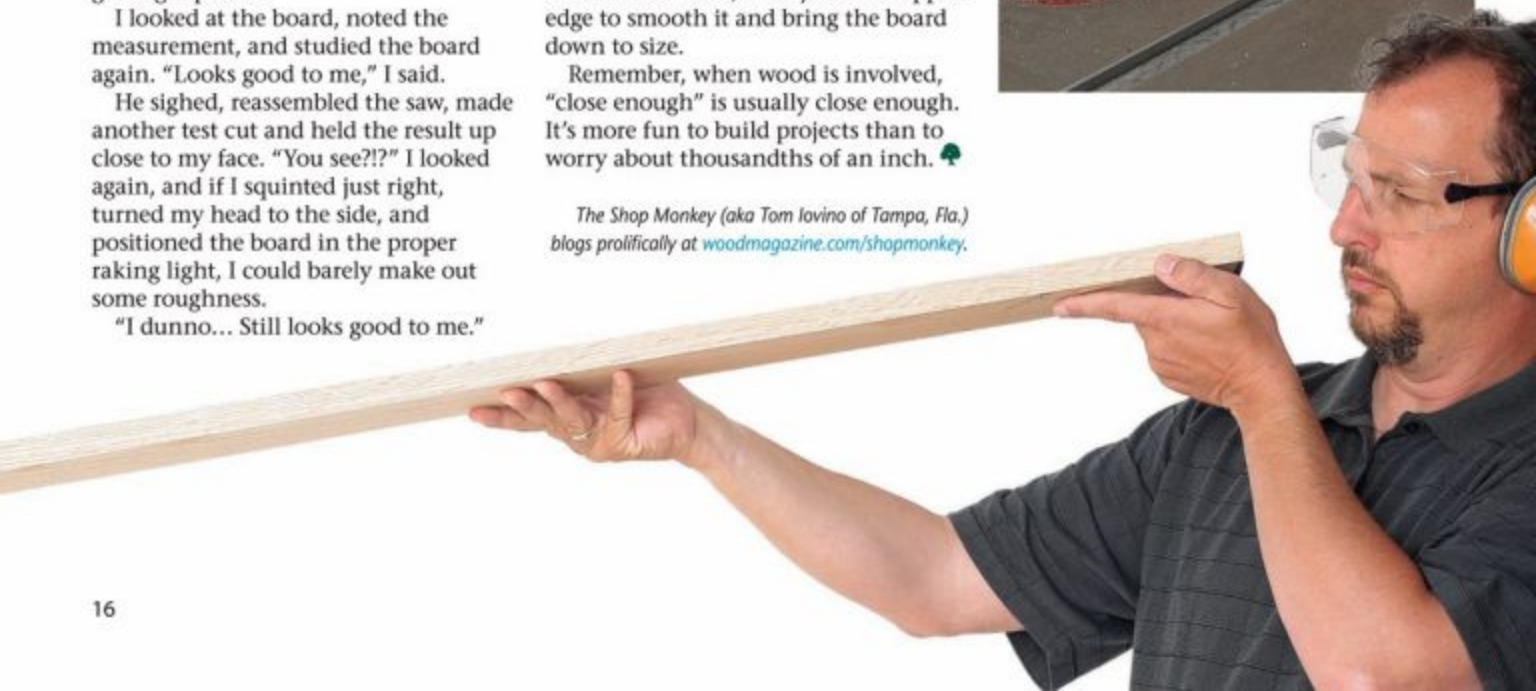 I looked at the board, noted the
measurement, and studied the board
again. “Looks good to me,” I said.
He sighed, reassembled the saw, made
another test cut and held the result up
close to my face. “You see?!?” I looked
again, and if I squinted just right,
turned my head to the side, and
positioned the board in the proper
raking light, I could barely make out
some roughness.
“I dunno… Still looks good to me.”
edge to smooth it and bring the board
down to size.
Remember, when wood is involved,
“close enough” is usually close enough.
It’s more fun to build projects than to
worry about thousandths of an inch.
The Shop Monkey (aka Tom Iovino of Tampa, Fla.)
blogs prolifically at woodmagazine.com/shopmonkey.
16